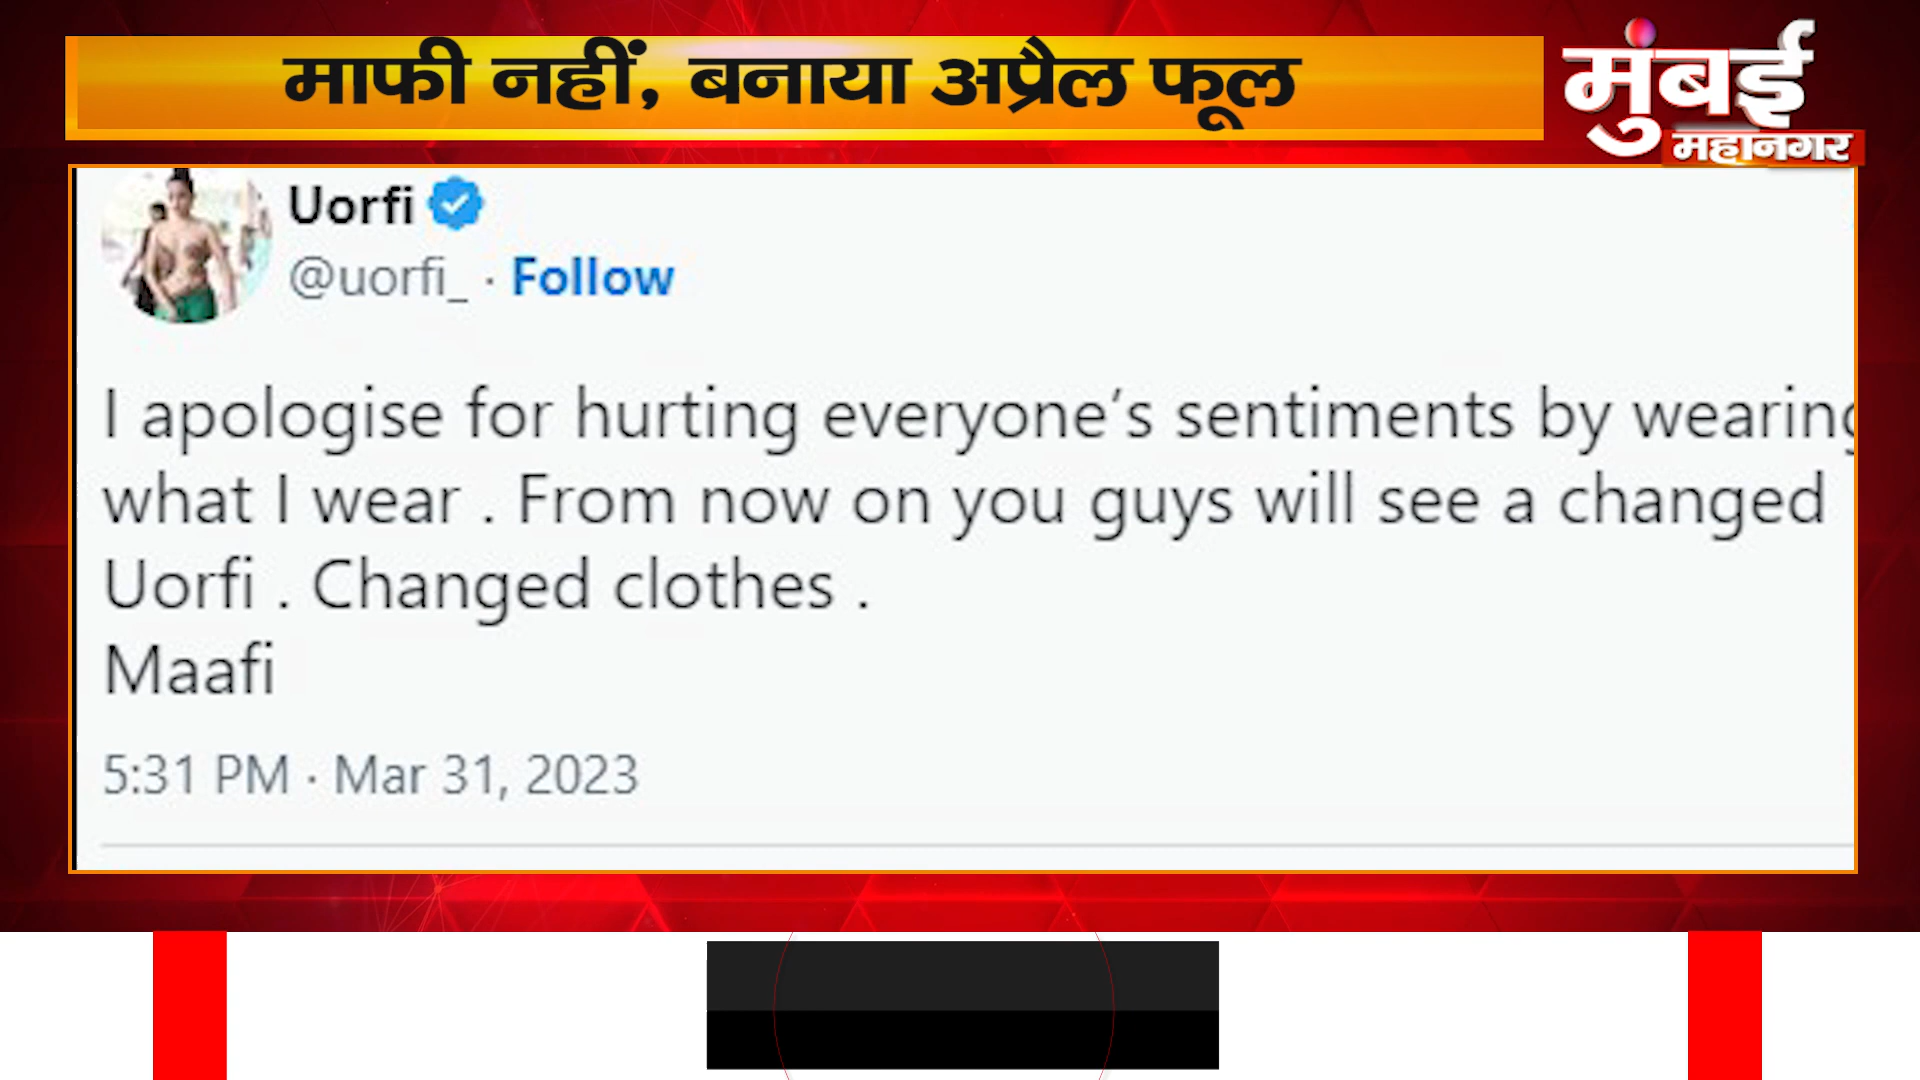 माफी नहीं, बनाया अप्रैल फूल
मुंबई
महानगर
Uorfi
@uorfi_ · Follow
I apologise for hurting everyone’s sentiments by wearing
what I wear . From now on you guys will see a changed
Uorfi . Changed clothes .
Maafi
5:31 PM · Mar 31, 2023